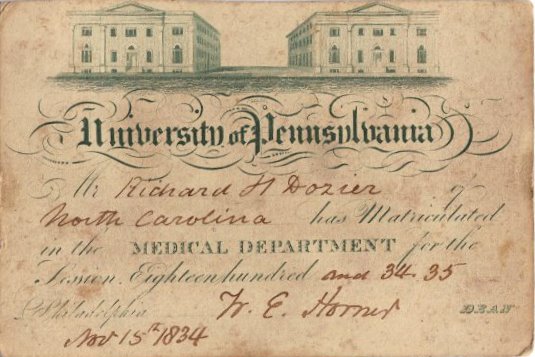 University of Pennsylvania
Mr Richard H Dozier of
North Carolina has Matriculated
in the MEDICAL DEPARTMENT for the
Session Eighteen hundred and 34.35
Philadelphia W. E. Horner DEAN
Nov 15th 1834